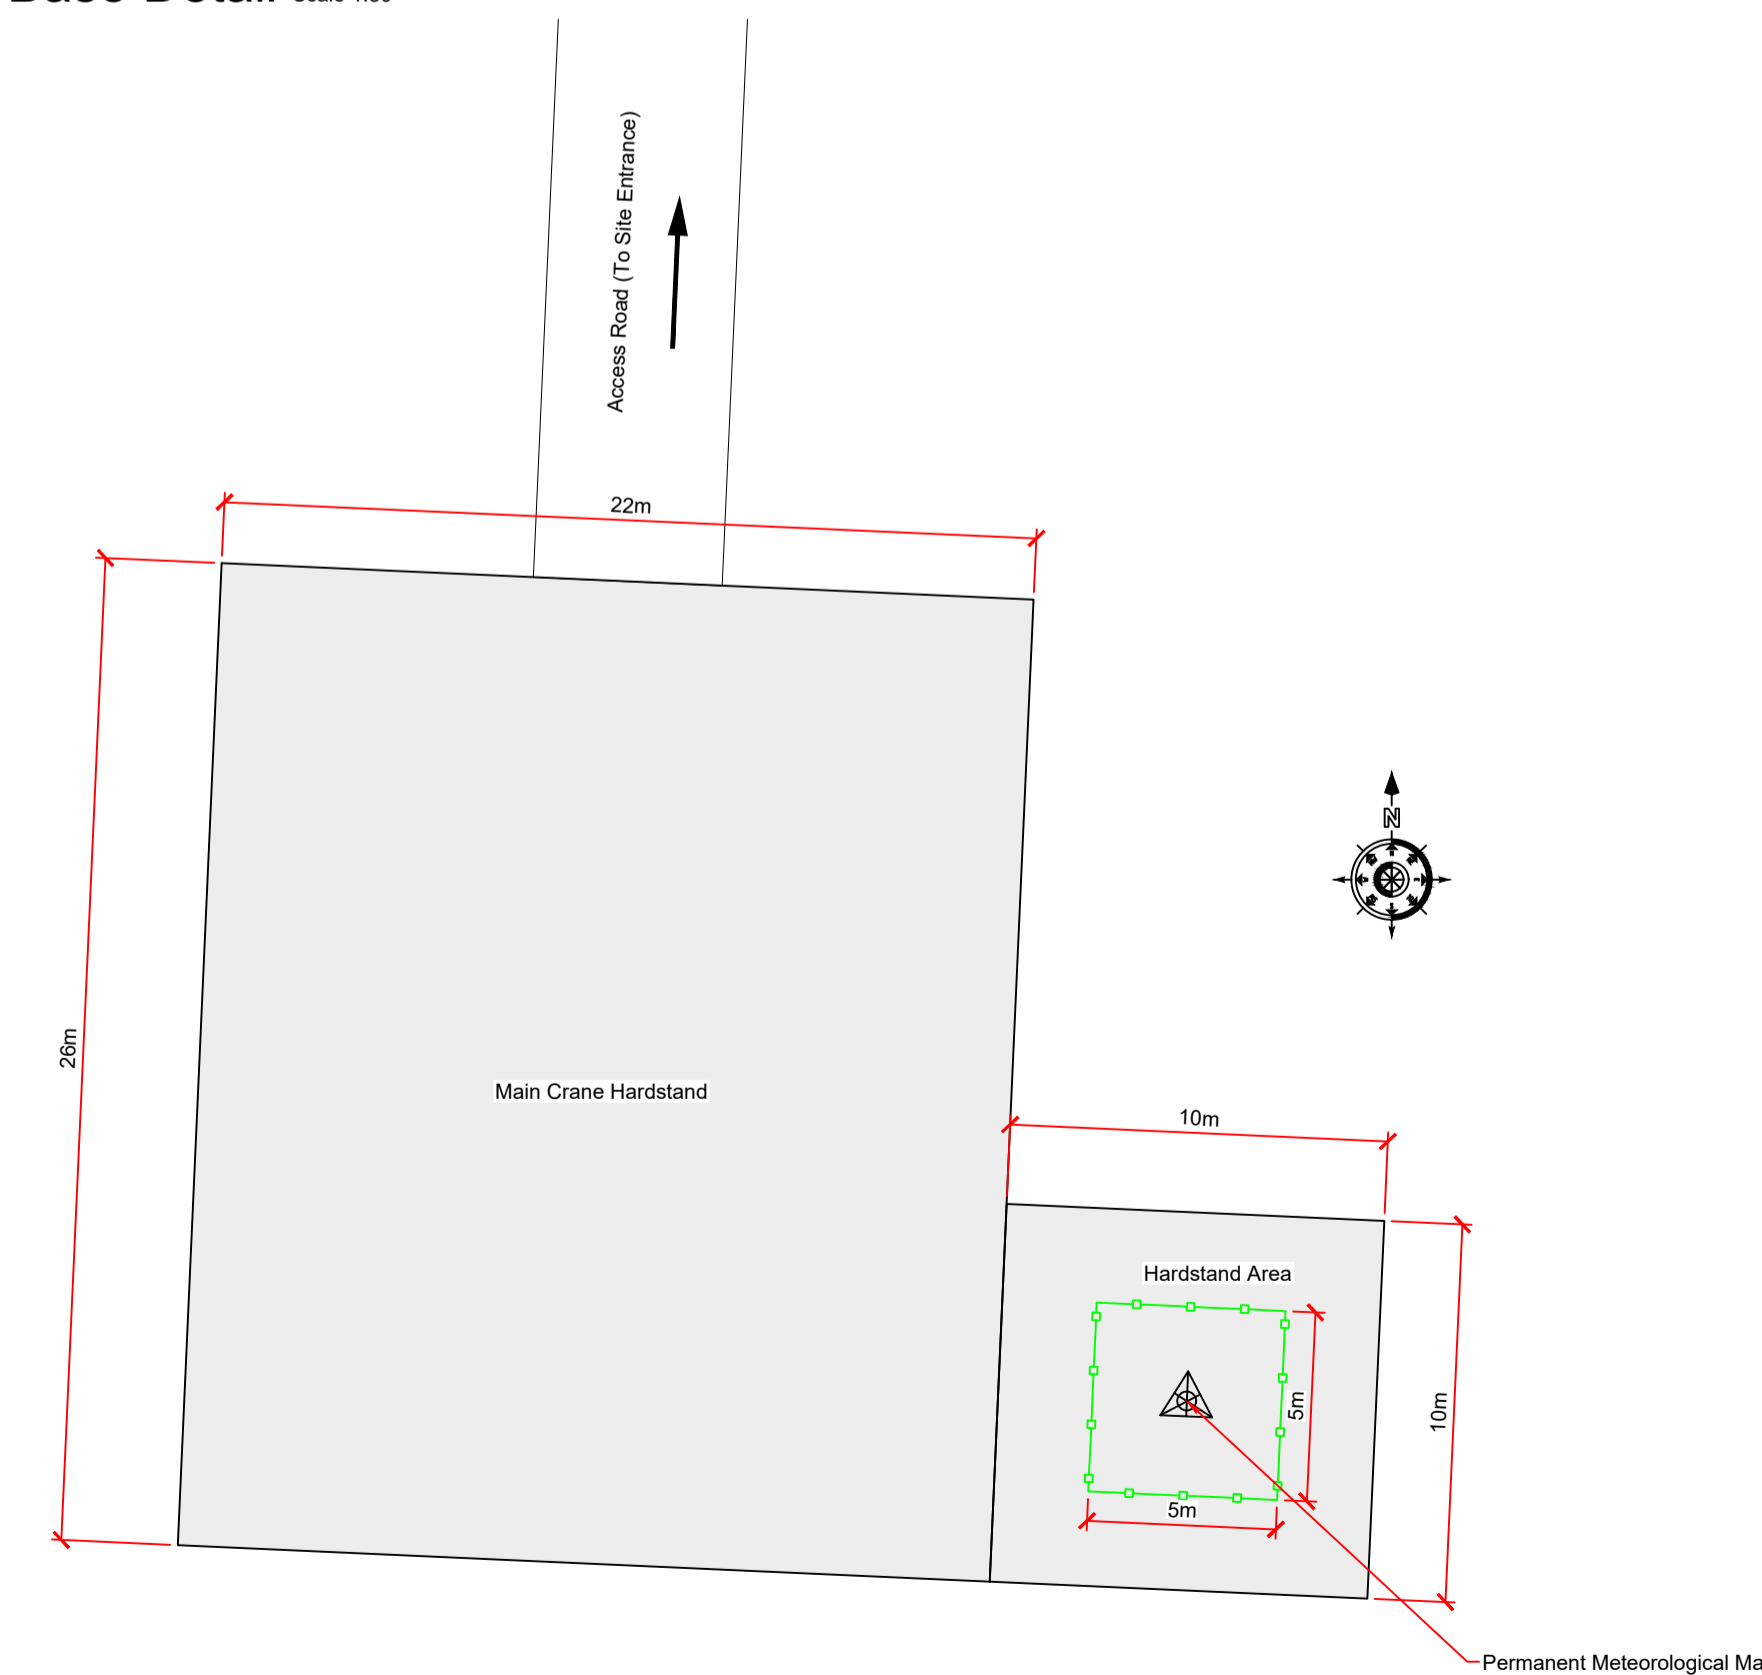 Access Road (To Site Entrance)
22m
26m
N
Main Crane Hardstand
10m
Hardstand Area
5m
10m
5m
Permanent Meteorological Ma